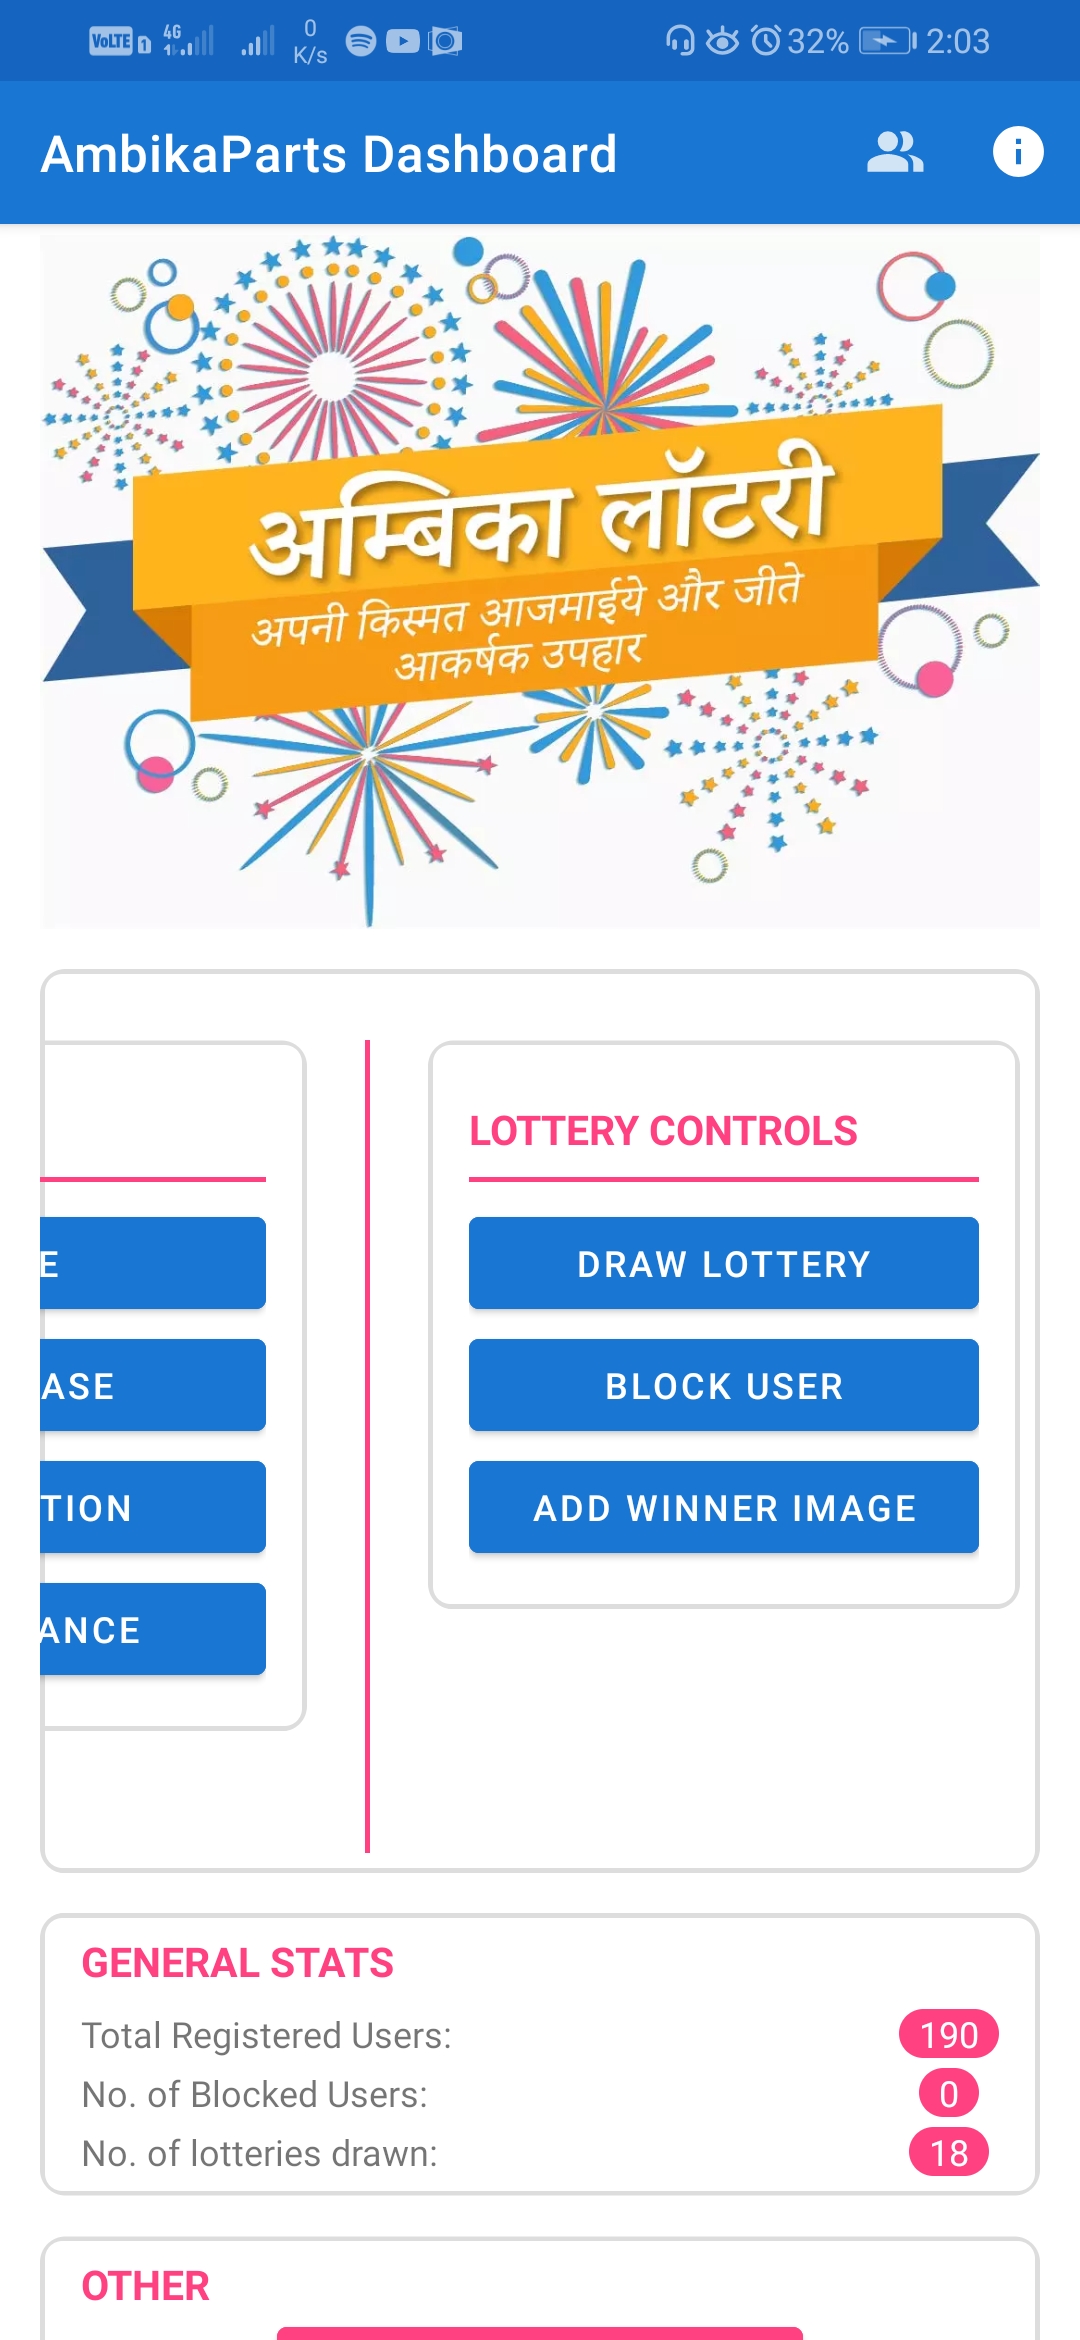 VoLTE 1 4G 1 0 K/s 32% 2:03
AmbikaParts Dashboard
अम्बिका लॉटरी
अपनी किस्मत आजमाईये और जीते
आकर्षक उपहार
LOTTERY CONTROLS
E
DRAW LOTTERY
ASE
BLOCK USER
TION
ADD WINNER IMAGE
ANCE
GENERAL STATS
Total Registered Users: 190
No. of Blocked Users: 0
No. of lotteries drawn: 18
OTHER